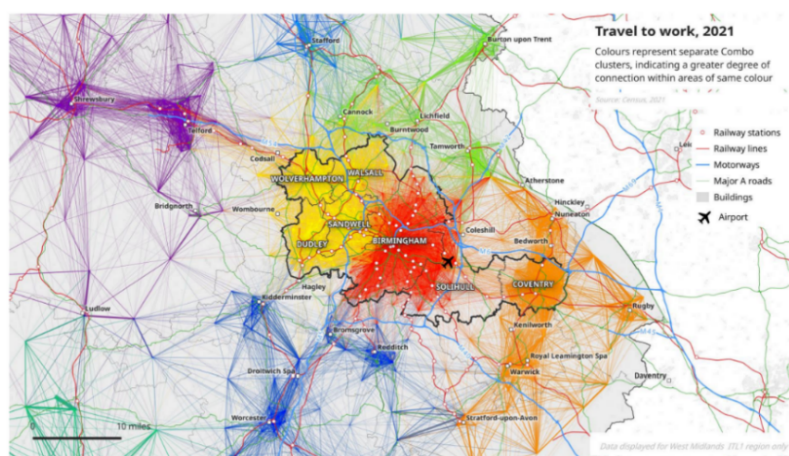 Travel to work, 2021
Colours represent separate Combo
clusters, indicating a greater degree of
connection within areas of same colour
Source: Census, 2021
Railway stations
Railway lines
Motorways
Major A roads
Buildings
Airport
Stafford
Burton upon Trent
Shrewsbury
Telford
Cannock
Lichfield
Burntwood
Tamworth
Codsall
WALSALL
WOLVERHAMPTON
Atherstone
Bridgnorth
Wombourne
Hinckley
Nuneaton
SANDWELL
Coleshill
DUDLEY
BIRMINGHAM
Bedworth
Hagley
SOLIHULL
COVENTRY
Kidderminster
Ludlow
Rugby
Bromsgrove
Kenilworth
Redditch
Royal Leamington Spa
Droitwich Spa
Warwick
Daventry
Worcester
Stratford-upon-Avon
0 10 miles
Data displayed for West Midlands ITL1 region only